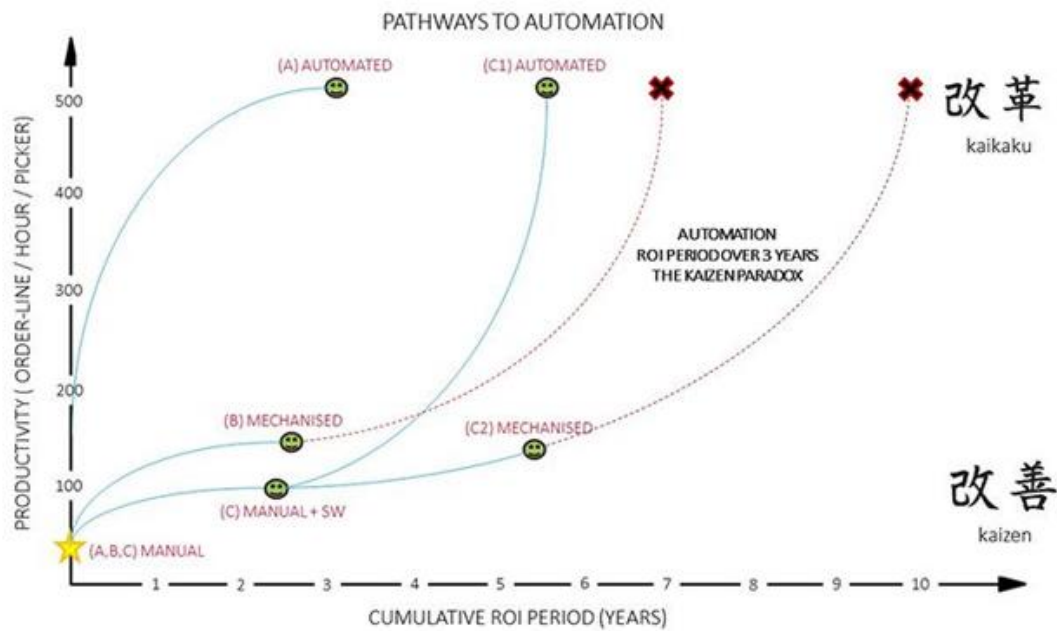 PATHWAYS TO AUTOMATION
(A) AUTOMATED
(C1) AUTOMATED
500
改革
kaikaku
400
AUTOMATION
ROI PERIOD OVER 3 YEARS
THE KAIZEN PARADOX
300
200
(B) MECHANISED
(C2) MECHANISED
100
(C) MANUAL + SW
改善
kaizen
(A,B,C) MANUAL
PRODUCTIVITY ( ORDER-LINE / HOUR / PICKER)
1 2 3 4 5 6 7 8 9 10
CUMULATIVE ROI PERIOD (YEARS)